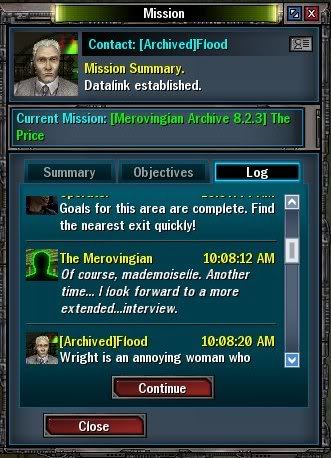 Mission
Contact: [Archived]Flood
Mission Summary.
Datalink established.
Current Mission: [Merovingian Archive 8.2.3] The
Price
Summary
Objectives
Log
Operator
Goals for this area are complete. Find
the nearest exit quickly!
The Merovingian 10:08:12 AM
Of course, mademoiselle. Another
time... I look forward to a more
extended...interview.
[Archived]Flood 10:08:20 AM
Wright is an annoying woman who
Continue
Close